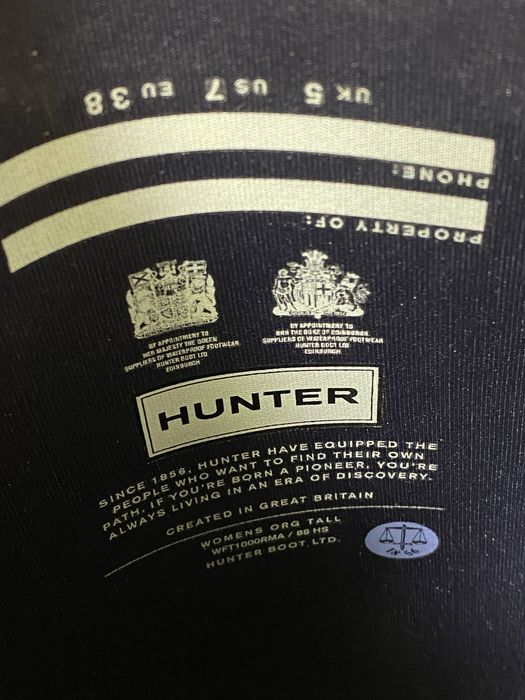 UK 5 US 7 EU 38
PHONE:
PROPERTY OF:
BY APPOINTMENT TO
HER MAJESTY THE QUEEN
SUPPLIERS OF WATERPROOF FOOTWEAR
HUNTER BOOT LTD
EDINBURGH
BY APPOINTMENT TO
HRH THE DUKE OF EDINBURGH
SUPPLIERS OF WATERPROOF FOOTWEAR
HUNTER BOOT LTD
EDINBURGH
HUNTER
SINCE 1856, HUNTER HAVE EQUIPPED THE
PEOPLE WHO WANT TO FIND THEIR OWN
PATH. IF YOU'RE BORN A PIONEER, YOU'RE
ALWAYS LIVING IN AN ERA OF DISCOVERY.
CREATED IN GREAT BRITAIN
WOMENS ORG TALL
WFT1000RMA / 88 HS
HUNTER BOOT LTD.
18 56